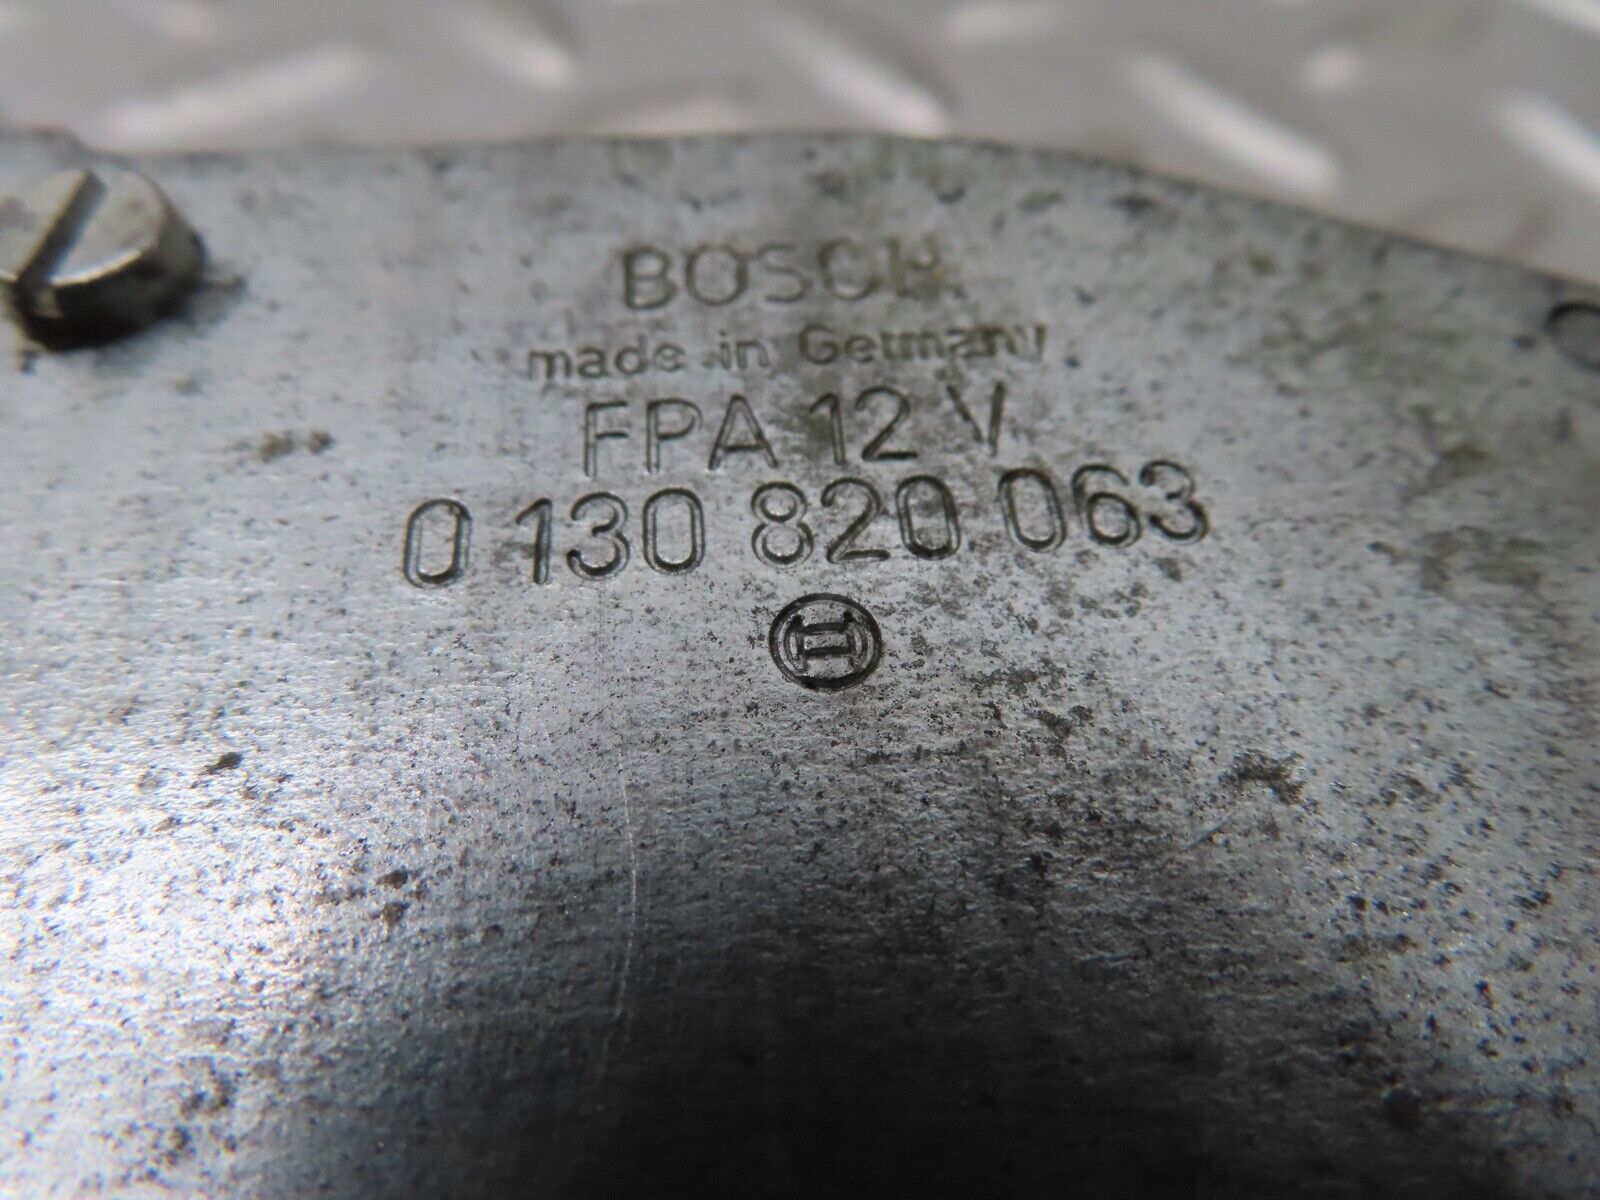 BOSCH
made in Germany
FPA 12 V
0 130 820 063